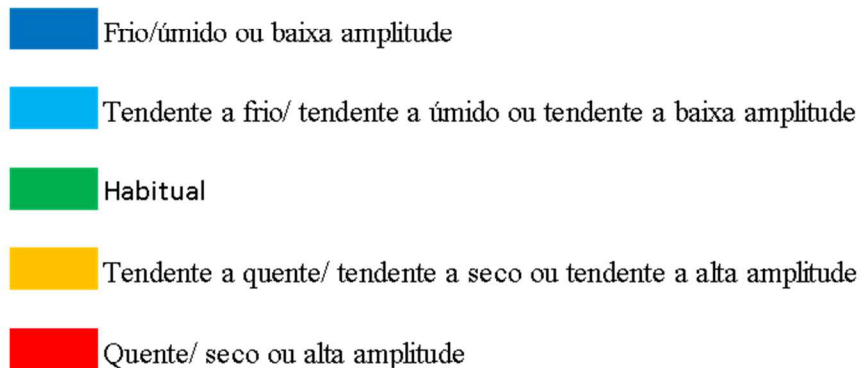 Frio/úmido ou baixa amplitude
Tendente a frio/ tendente a úmido ou tendente a baixa amplitude
Habitual
Tendente a quente/ tendente a seco ou tendente a alta amplitude
Quente/ seco ou alta amplitude